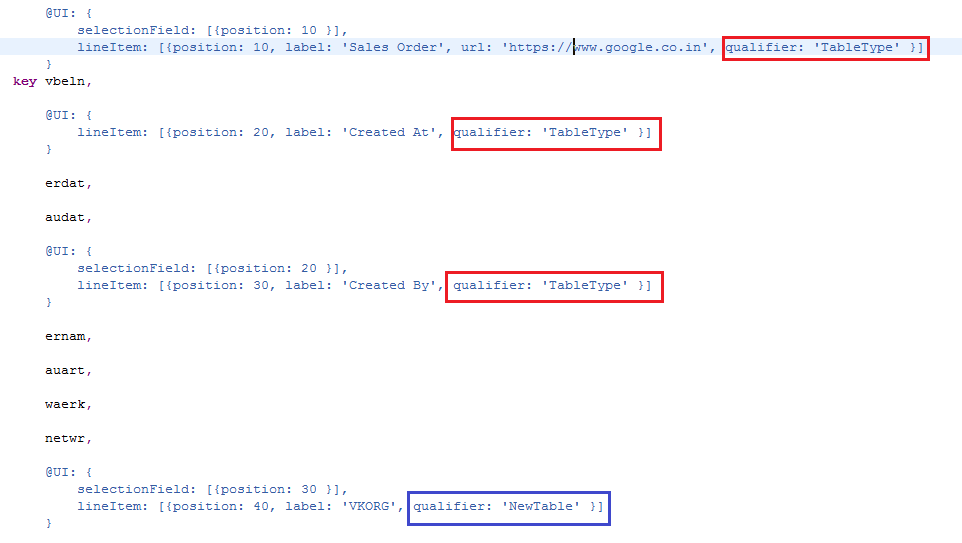 @UI: {
selectionField: [{position: 10 }],
lineItem: [{position: 10, label: 'Sales Order', url: 'https://www.google.co.in', qualifier: 'TableType' }]
}
key vbeln,
@UI: {
lineItem: [{position: 20, label: 'Created At', qualifier: 'TableType' }]
}
erdat,
audat,
@UI: {
selectionField: [{position: 20 }],
lineItem: [{position: 30, label: 'Created By', qualifier: 'TableType' }]
}
ernam,
auart,
waerk,
netwr,
@UI: {
selectionField: [{position: 30 }],
lineItem: [{position: 40, label: 'VKORG', qualifier: 'NewTable' }]
}